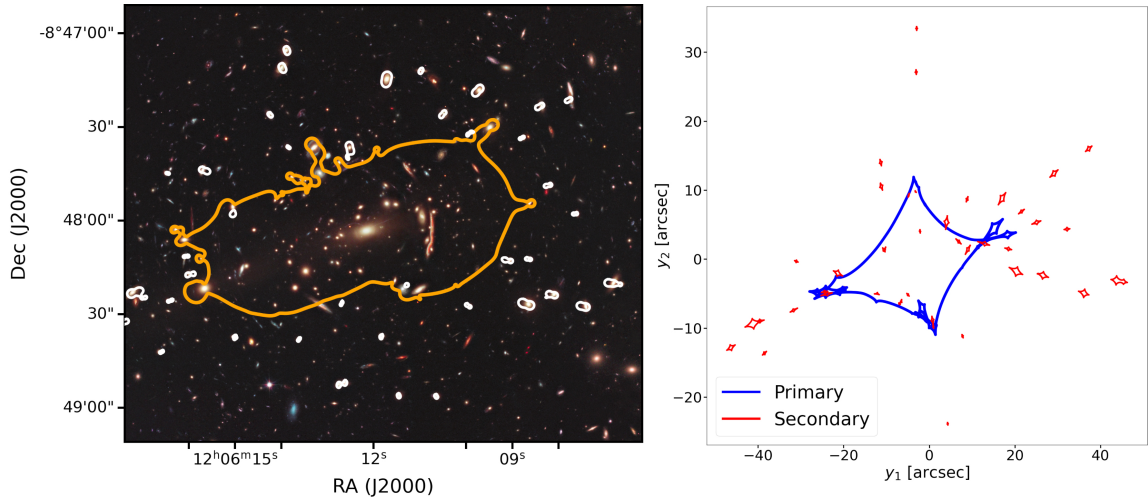 -8°47'00"
30"
48'00"
30"
49'00"
Dec (J2000)
12ʰ06ᵐ15ˢ
12ˢ
09ˢ
RA (J2000)
30
20
10
0
−10
−20
y₂ [arcsec]
−40
−20
0
20
40
y₁ [arcsec]
Primary
Secondary